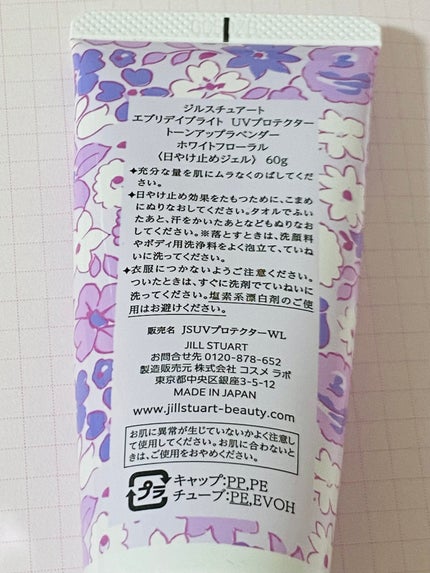 ジルスチュアート
エブリデイブライト UVプロテクター
トーンアップラベンダー
ホワイトフローラル
〈日やけ止めジェル〉 60g
✦充分な量を肌にムラなくのばしてくだ
さい。
✦日やけ止め効果をたもつために、こまめ
にぬりなおしてください。タオルでふい
たあと、汗をかいたあとなどもぬりなお
してください。※落とすときは、洗顔料
やボディ用洗浄料をよく泡立て、ていね
いに洗ってください。
✦衣服につかないようご注意ください。
ついたときは、すぐに洗剤でていねいに
洗ってください。塩素系漂白剤のご使
用はお避けください。
販売名 JSUVプロテクターWL
JILL STUART
お問合せ先 0120-878-652
製造販売元 株式会社 コスメ ラボ
東京都中央区銀座3-5-12
MADE IN JAPAN
www.jillstuart-beauty.com
お肌に異常が生じていないかよく注意し
て使用してください。お肌に合わないと
きは、ご使用をおやめください。
プラ キャップ:PP,PE
チューブ:PE,EVOH